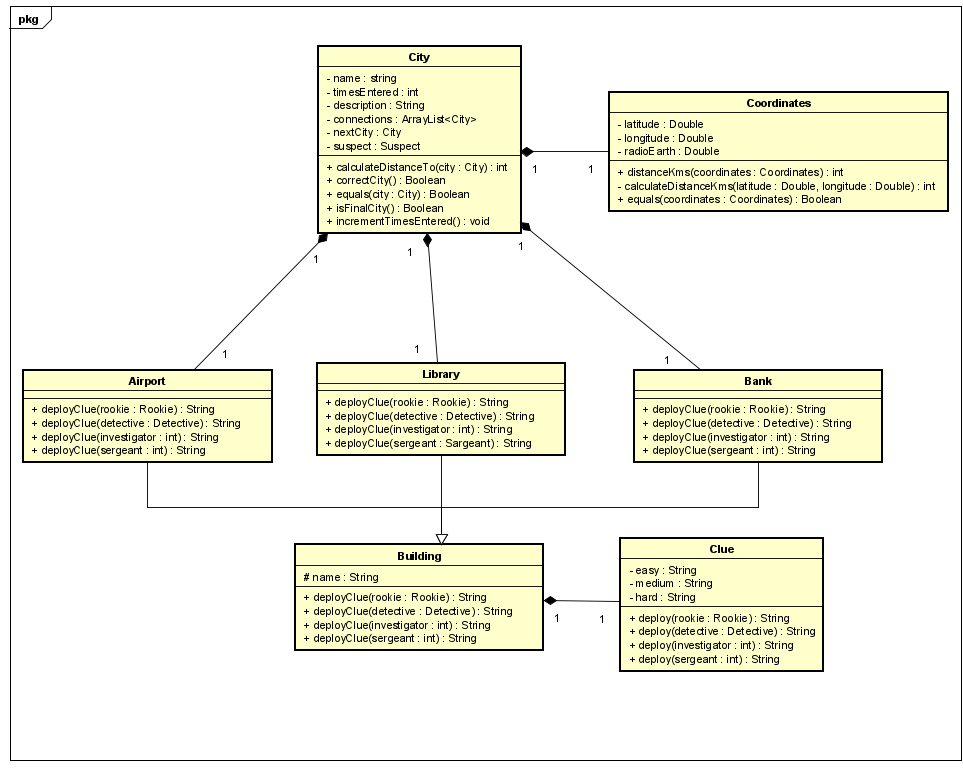 pkg
City
- name : string
- timesEntered : int
- description : String
- connections : ArrayList<City>
- nextCity : City
- suspect : Suspect
+ calculateDistanceTo(city : City) : int
+ correctCity() : Boolean
+ equals(city : City) : Boolean
+ isFinalCity() : Boolean
+ incrementTimesEntered() : void
Coordinates
- latitude : Double
- longitude : Double
- radioEarth : Double
+ distanceKms(coordinates : Coordinates) : int
- calculateDistanceKms(latitude : Double, longitude : Double) : int
+ equals(coordinates : Coordinates) : Boolean
1
1
1
1
1
1
1
1
Airport
+ deployClue(rookie : Rookie) : String
+ deployClue(detective : Detective) : String
+ deployClue(investigator : int) : String
+ deployClue(sergeant : int) : String
Library
+ deployClue(rookie : Rookie) : String
+ deployClue(detective : Detective) : String
+ deployClue(investigator : int) : String
+ deployClue(sergeant : Sargeant) : String
Bank
+ deployClue(rookie : Rookie) : String
+ deployClue(detective : Detective) : String
+ deployClue(investigator : int) : String
+ deployClue(sergeant : int) : String
Building
# name : String
+ deployClue(rookie : Rookie) : String
+ deployClue(detective : Detective) : String
+ deployClue(investigator : int) : String
+ deployClue(sergeant : int) : String
1
1
Clue
- easy : String
- medium : String
- hard : String
+ deploy(rookie : Rookie) : String
+ deploy(detective : Detective) : String
+ deploy(investigator : int) : String
+ deploy(sergeant : int) : String